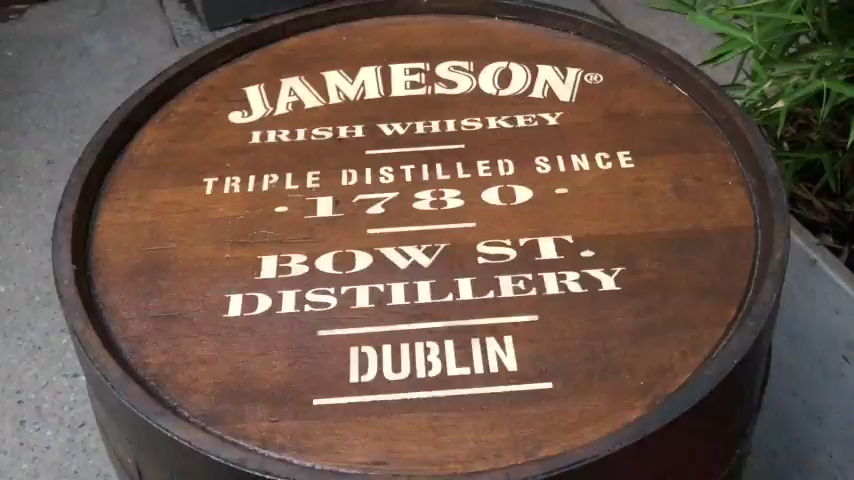 JAMESON®
IRISH WHISKEY
TRIPLE DISTILLED SINCE
· 1780 ·
BOW ST.
DISTILLERY
DUBLIN